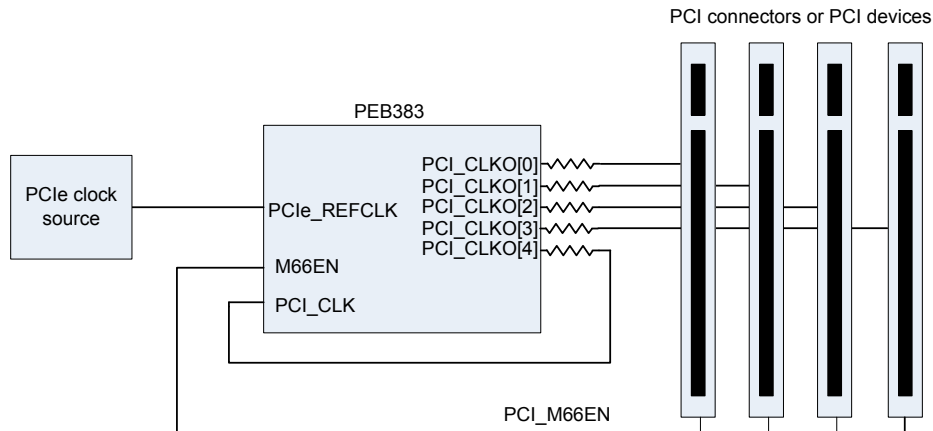 PCI connectors or PCI devices
PEB383
PCIe clock
source
PCIe_REFCLK
M66EN
PCI_CLK
PCI_CLKO[0]
PCI_CLKO[1]
PCI_CLKO[2]
PCI_CLKO[3]
PCI_CLKO[4]
PCI_M66EN